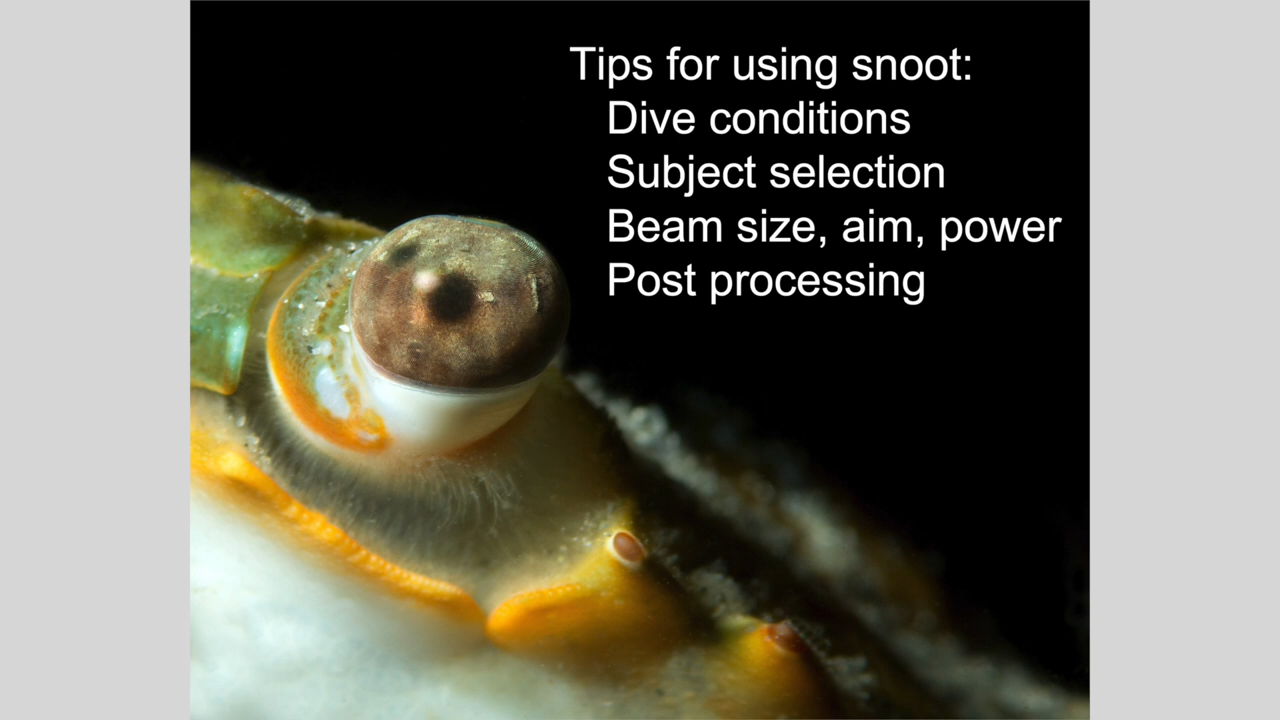 Tips for using snoot:
Dive conditions
Subject selection
Beam size, aim, power
Post processing